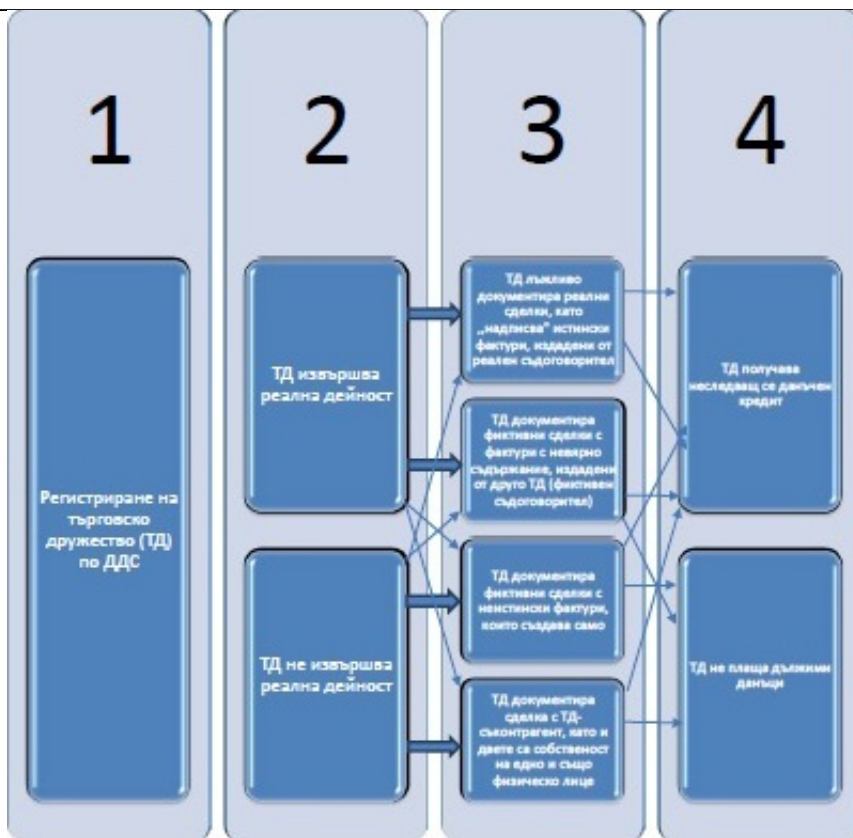 1
2
3
4
Регистриране на
търговско
дружество (ТД)
по ДДС
ТД извършва
реална дейност
ТД не извършва
реална дейност
ТД лъжливо
документира реални
сделки, като
„надписва" истински
фактури, издадени от
реален съдоговорител
ТД документира
фиктивни сделки с
фактури с невярно
съдържание, издадени
от друго ТД (фиктивен
съдоговорител)
ТД документира
фиктивни сделки с
неистински фактури,
които създава само
ТД документира
сделка с ТД-
съконтрагент, като и
двете са собственост
на едно и също
физическо лице
ТД получава
неследващ се данъчен
кредит
ТД не плаща дължими
данъци